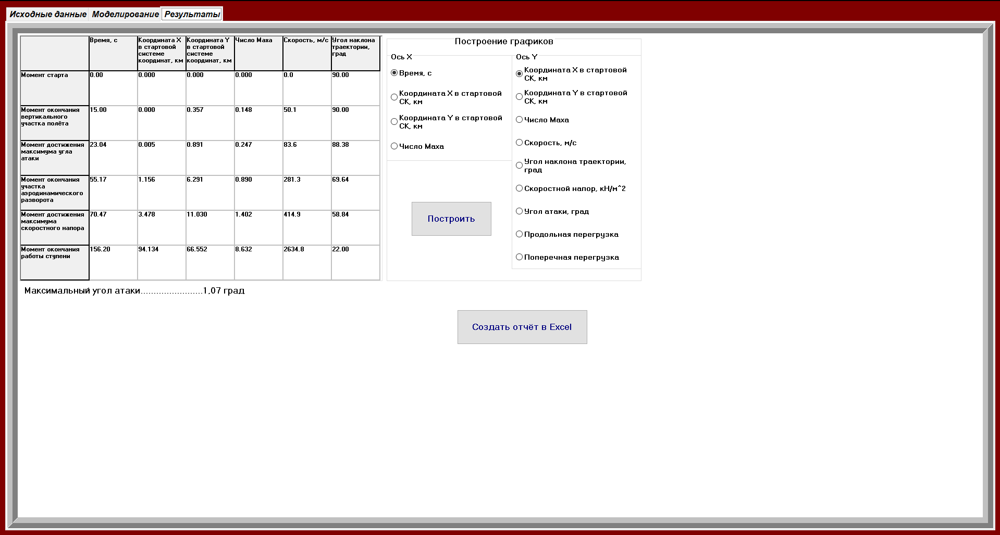 Исходные данные Моделирование Результаты
Время, с
Координата X
в стартовой
системе
координат, км
Координата Y
в стартовой
системе
координат, км
Число Маха
Скорость, м/с
Угол наклона
траектории,
град
Момент старта
0.00 0.000 0.000 0.000 0.0 90.00
Момент окончания
вертикального
участка полёта
15.00 0.000 0.357 0.148 50.1 90.00
Момент достижения
максимума угла
атаки
23.04 0.005 0.891 0.247 83.6 88.38
Момент окончания
участка
аэродинамического
разворота
55.17 1.156 6.291 0.890 281.3 69.64
Момент достижения
максимума
скоростного напора
70.47 3.478 11.030 1.402 414.9 58.84
Момент окончания
работы ступени
156.20 94.134 66.552 8.632 2634.8 22.00
Максимальный угол атаки........................1,07 град
Построение графиков
Ось X
Время, с
Координата X в стартовой
СК, км
Координата Y в стартовой
СК, км
Число Маха
Построить
Ось Y
Координата X в стартовой
СК, км
Координата Y в стартовой
СК, км
Число Маха
Скорость, м/с
Угол наклона траектории,
град
Скоростной напор, кН/м^2
Угол атаки, град
Продольная перегрузка
Поперечная перегрузка
Создать отчёт в Excel